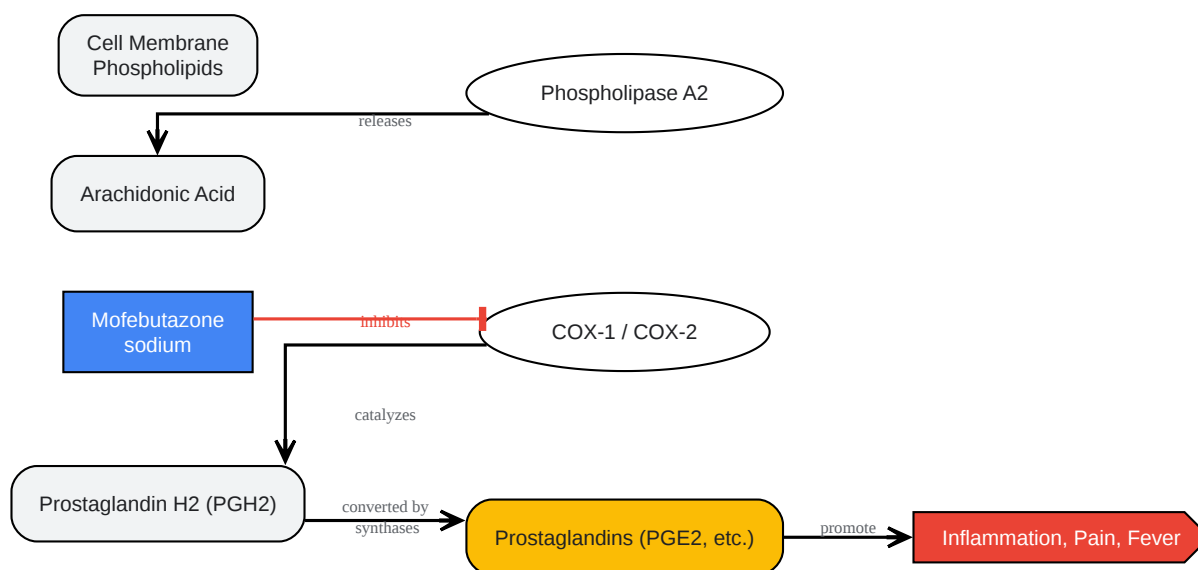 Cell Membrane
Phospholipids
Phospholipase A2
releases
Arachidonic Acid
Mofebutazone
sodium
inhibits
COX-1 / COX-2
catalyzes
Prostaglandin H2 (PGH2)
converted by
synthases
Prostaglandins (PGE2, etc.)
promote
Inflammation, Pain, Fever